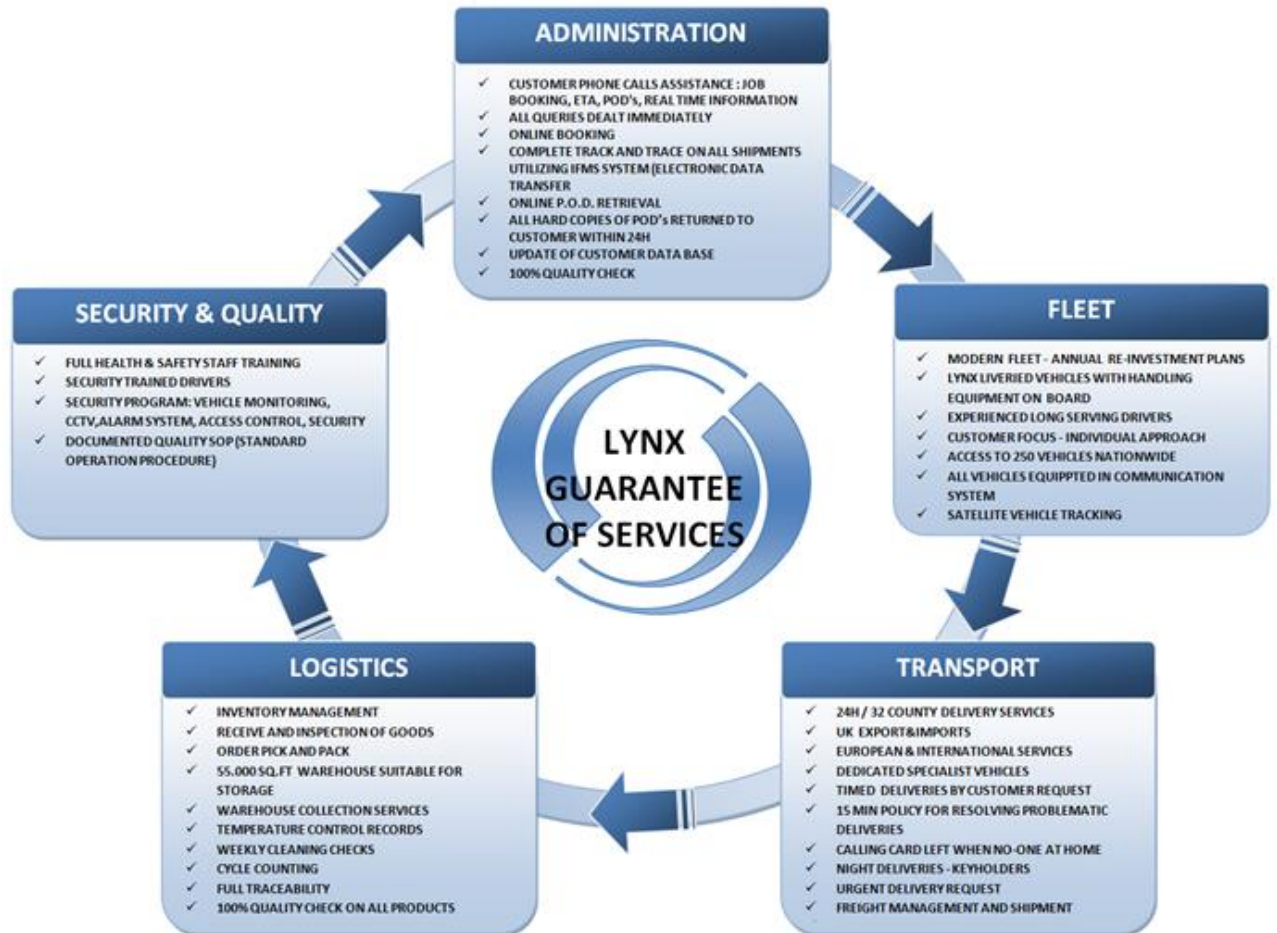 ADMINISTRATION
CUSTOMER PHONE CALLS ASSISTANCE : JOB
BOOKING, ETA, POD's, REAL TIME INFORMATION
ALL QUERIES DEALT IMMEDIATELY
ONLINE BOOKING
COMPLETE TRACK AND TRACE ON ALL SHIPMENTS
UTILIZING IFMS SYSTEM (ELECTRONIC DATA
TRANSFER
ONLINE P.O.D. RETRIEVAL
ALL HARD COPIES OF POD's RETURNED TO
CUSTOMER WITHIN 24H
UPDATE OF CUSTOMER DATA BASE
100% QUALITY CHECK
FLEET
MODERN FLEET - ANNUAL RE-INVESTMENT PLANS
LYNX LIVERIED VEHICLES WITH HANDLING
EQUIPMENT ON BOARD
EXPERIENCED LONG SERVING DRIVERS
CUSTOMER FOCUS - INDIVIDUAL APPROACH
ACCESS TO 250 VEHICLES NATIONWIDE
ALL VEHICLES EQUIPPTED IN COMMUNICATION
SYSTEM
SATELLITE VEHICLE TRACKING
TRANSPORT
24H / 32 COUNTY DELIVERY SERVICES
UK EXPORT&IMPORTS
EUROPEAN & INTERNATIONAL SERVICES
DEDICATED SPECIALIST VEHICLES
TIMED DELIVERIES BY CUSTOMER REQUEST
15 MIN POLICY FOR RESOLVING PROBLEMATIC
DELIVERIES
CALLING CARD LEFT WHEN NO-ONE AT HOME
NIGHT DELIVERIES - KEYHOLDERS
URGENT DELIVERY REQUEST
FREIGHT MANAGEMENT AND SHIPMENT
LOGISTICS
INVENTORY MANAGEMENT
RECEIVE AND INSPECTION OF GOODS
ORDER PICK AND PACK
55.000 SQ.FT WAREHOUSE SUITABLE FOR
STORAGE
WAREHOUSE COLLECTION SERVICES
TEMPERATURE CONTROL RECORDS
WEEKLY CLEANING CHECKS
CYCLE COUNTING
FULL TRACEABILITY
100% QUALITY CHECK ON ALL PRODUCTS
SECURITY & QUALITY
FULL HEALTH & SAFETY STAFF TRAINING
SECURITY TRAINED DRIVERS
SECURITY PROGRAM: VEHICLE MONITORING,
CCTV,ALARM SYSTEM, ACCESS CONTROL, SECURITY
DOCUMENTED QUALITY SOP (STANDARD
OPERATION PROCEDURE)
LYNX
GUARANTEE
OF SERVICES